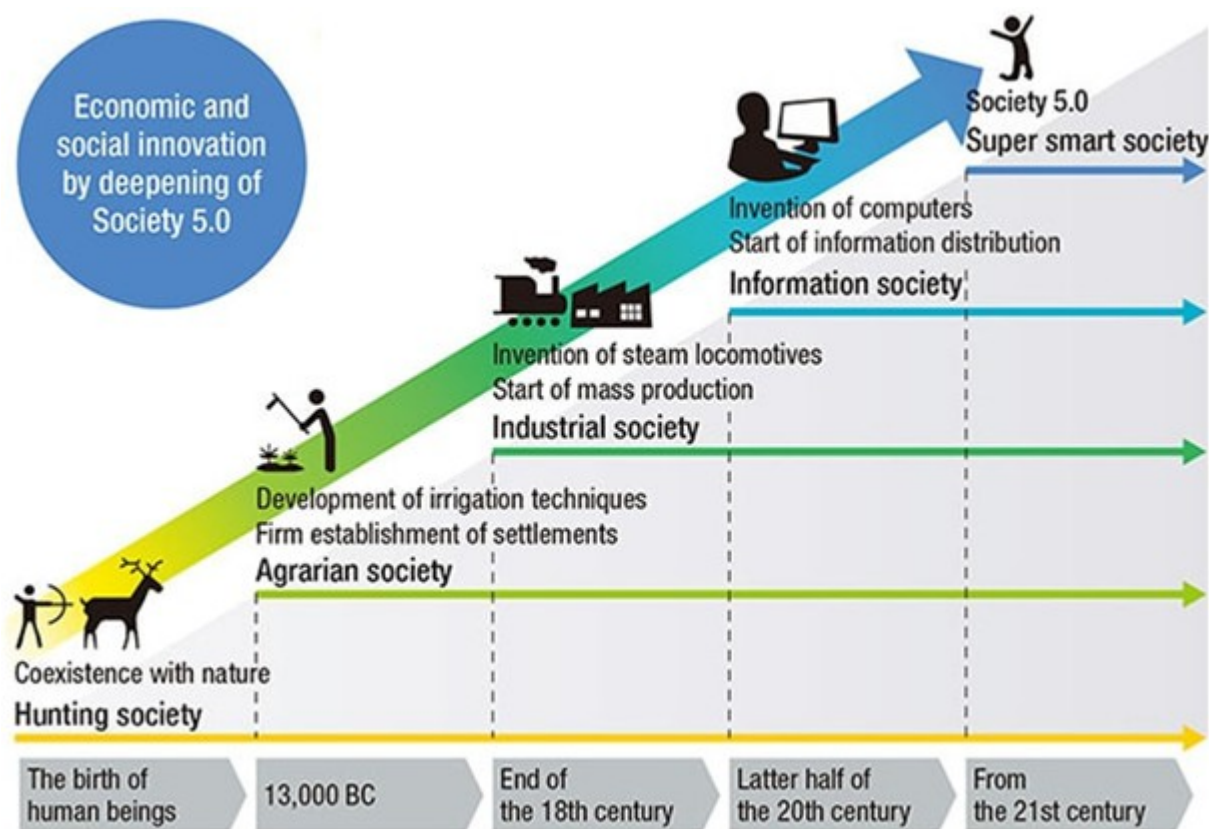 Economic and
social innovation
by deepening of
Society 5.0
Society 5.0
Super smart society
Invention of computers
Start of information distribution
Information society
Invention of steam locomotives
Start of mass production
Industrial society
Development of irrigation techniques
Firm establishment of settlements
Agrarian society
Coexistence with nature
Hunting society
The birth of
human beings
13,000 BC
End of
the 18th century
Latter half of
the 20th century
From
the 21st century